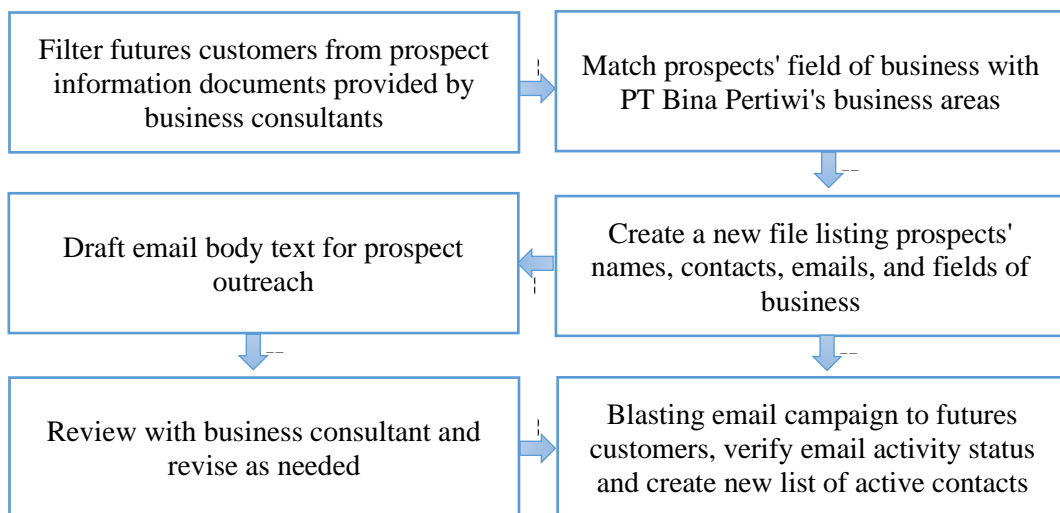 Filter futures customers from prospect
information documents provided by
business consultants
Match prospects' field of business with
PT Bina Pertiwi's business areas
Create a new file listing prospects'
names, contacts, emails, and fields of
business
Draft email body text for prospect
outreach
Review with business consultant and
revise as needed
Blasting email campaign to futures
customers, verify email activity status
and create new list of active contacts